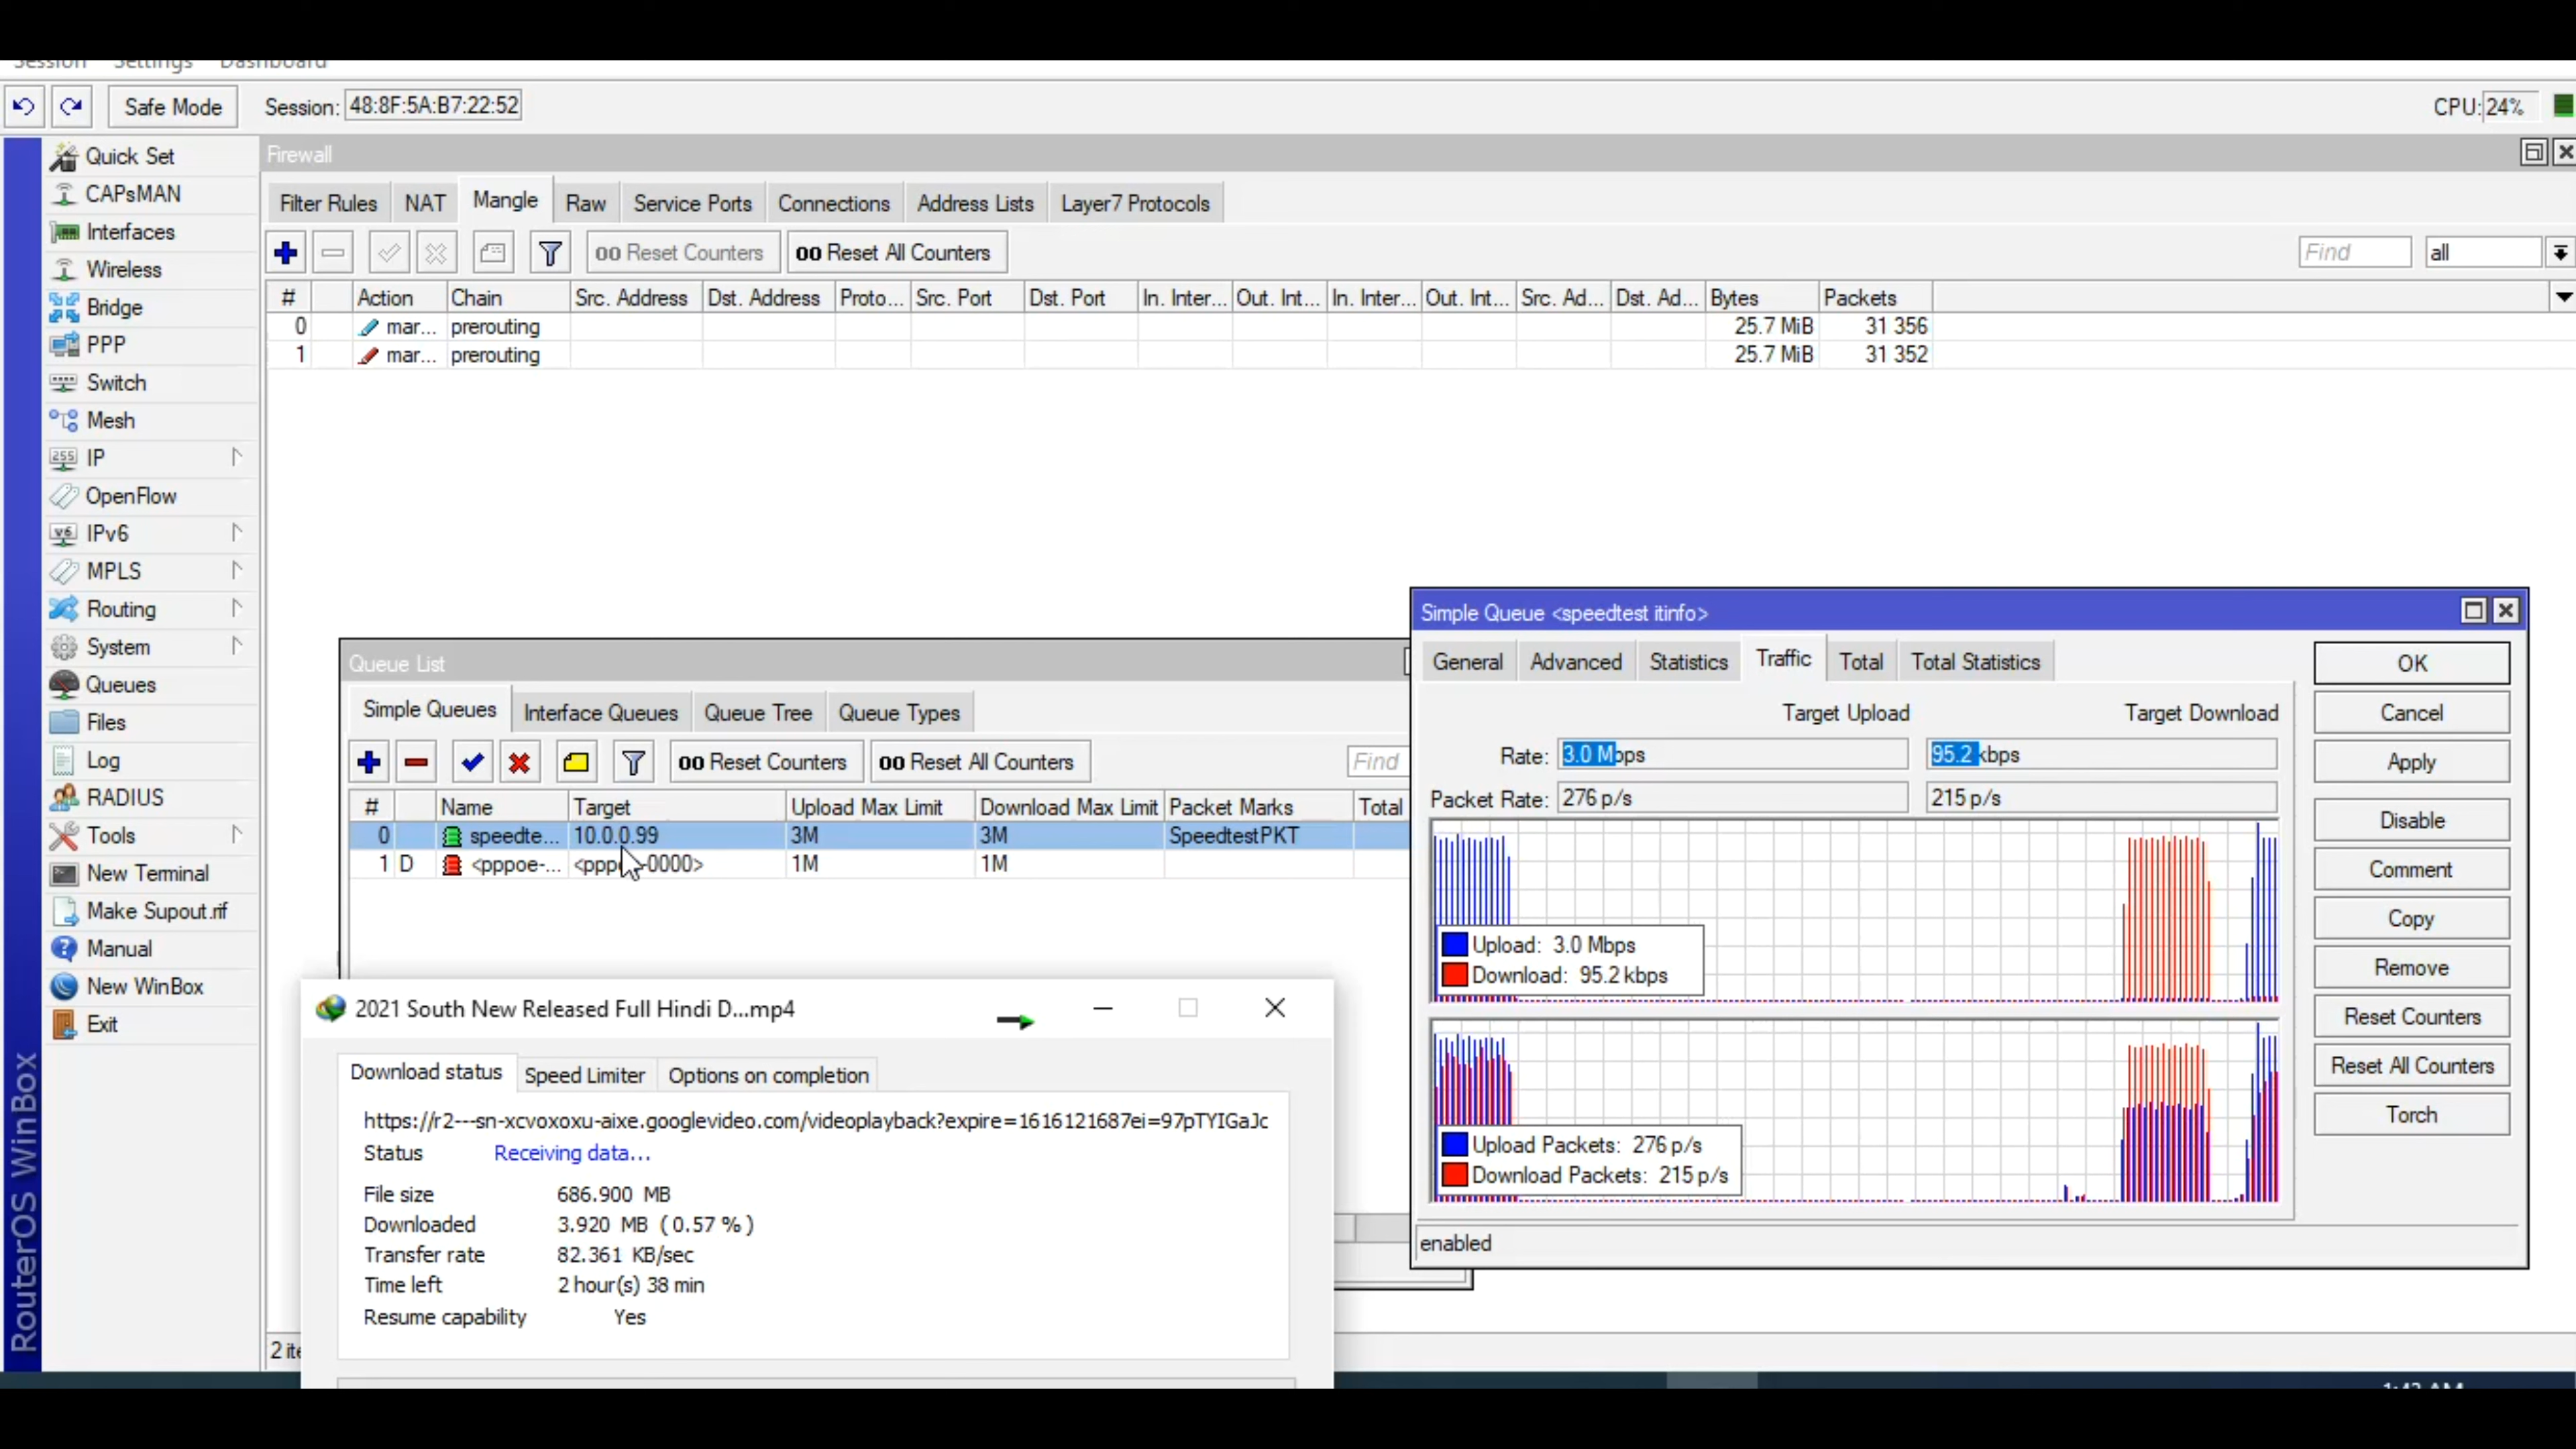 Session Settings Dashboard
Safe Mode Session: 48:8F:5A:B7:22:52 CPU: 24%
Quick Set
CAPsMAN
Interfaces
Wireless
Bridge
PPP
Switch
Mesh
IP
OpenFlow
IPv6
MPLS
Routing
System
Queues
Files
Log
RADIUS
Tools
New Terminal
Make Supout.rif
Manual
New WinBox
Exit
RouterOS WinBox
Firewall
Filter Rules NAT Mangle Raw Service Ports Connections Address Lists Layer7 Protocols
00 Reset Counters 00 Reset All Counters Find all
# Action Chain Src. Address Dst. Address Proto... Src. Port Dst. Port In. Inter... Out. Int... In. Inter... Out. Int... Src. Ad... Dst. Ad... Bytes Packets
0 mar... prerouting 25.7 MiB 31 356
1 mar... prerouting 25.7 MiB 31 352
Queue List
Simple Queues Interface Queues Queue Tree Queue Types
00 Reset Counters 00 Reset All Counters Find
# Name Target Upload Max Limit Download Max Limit Packet Marks Total
0 speedte... 10.0.0.99 3M 3M SpeedtestPKT
1 D <pppoe-... 1M 1M
Simple Queue <speedtest itinfo>
General Advanced Statistics Traffic Total Total Statistics
Target Upload Target Download
Rate: 3.0 Mbps 95.2 kbps
Packet Rate: 276 p/s 215 p/s
Upload: 3.0 Mbps
Download: 95.2 kbps
Upload Packets: 276 p/s
Download Packets: 215 p/s
enabled
OK
Cancel
Apply
Disable
Comment
Copy
Remove
Reset Counters
Reset All Counters
Torch
2021 South New Released Full Hindi D...mp4
Download status Speed Limiter Options on completion
https://r2---sn-xcvoxoxu-aixe.googlevideo.com/videoplayback?expire=1616121687ei=97pTYIGaJc
Status Receiving data...
File size 686.900 MB
Downloaded 3.920 MB ( 0.57 % )
Transfer rate 82.361 KB/sec
Time left 2 hour(s) 38 min
Resume capability Yes